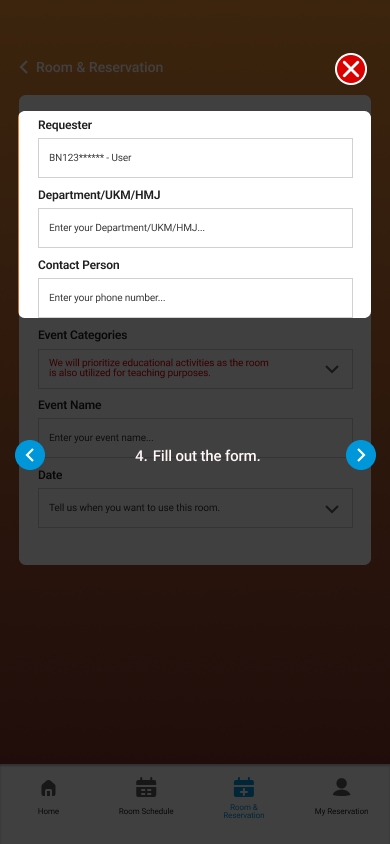 Room & Reservation
Requester
BN123****** - User
Department/UKM/HMJ
Enter your Department/UKM/HMJ...
Contact Person
Enter your phone number...
Event Categories
We will prioritize educational activities as the room
is also utilized for teaching purposes.
Event Name
Enter your event name...
4. Fill out the form.
Date
Tell us when you want to use this room.
Home
Room Schedule
Room &
Reservation
My Reservation